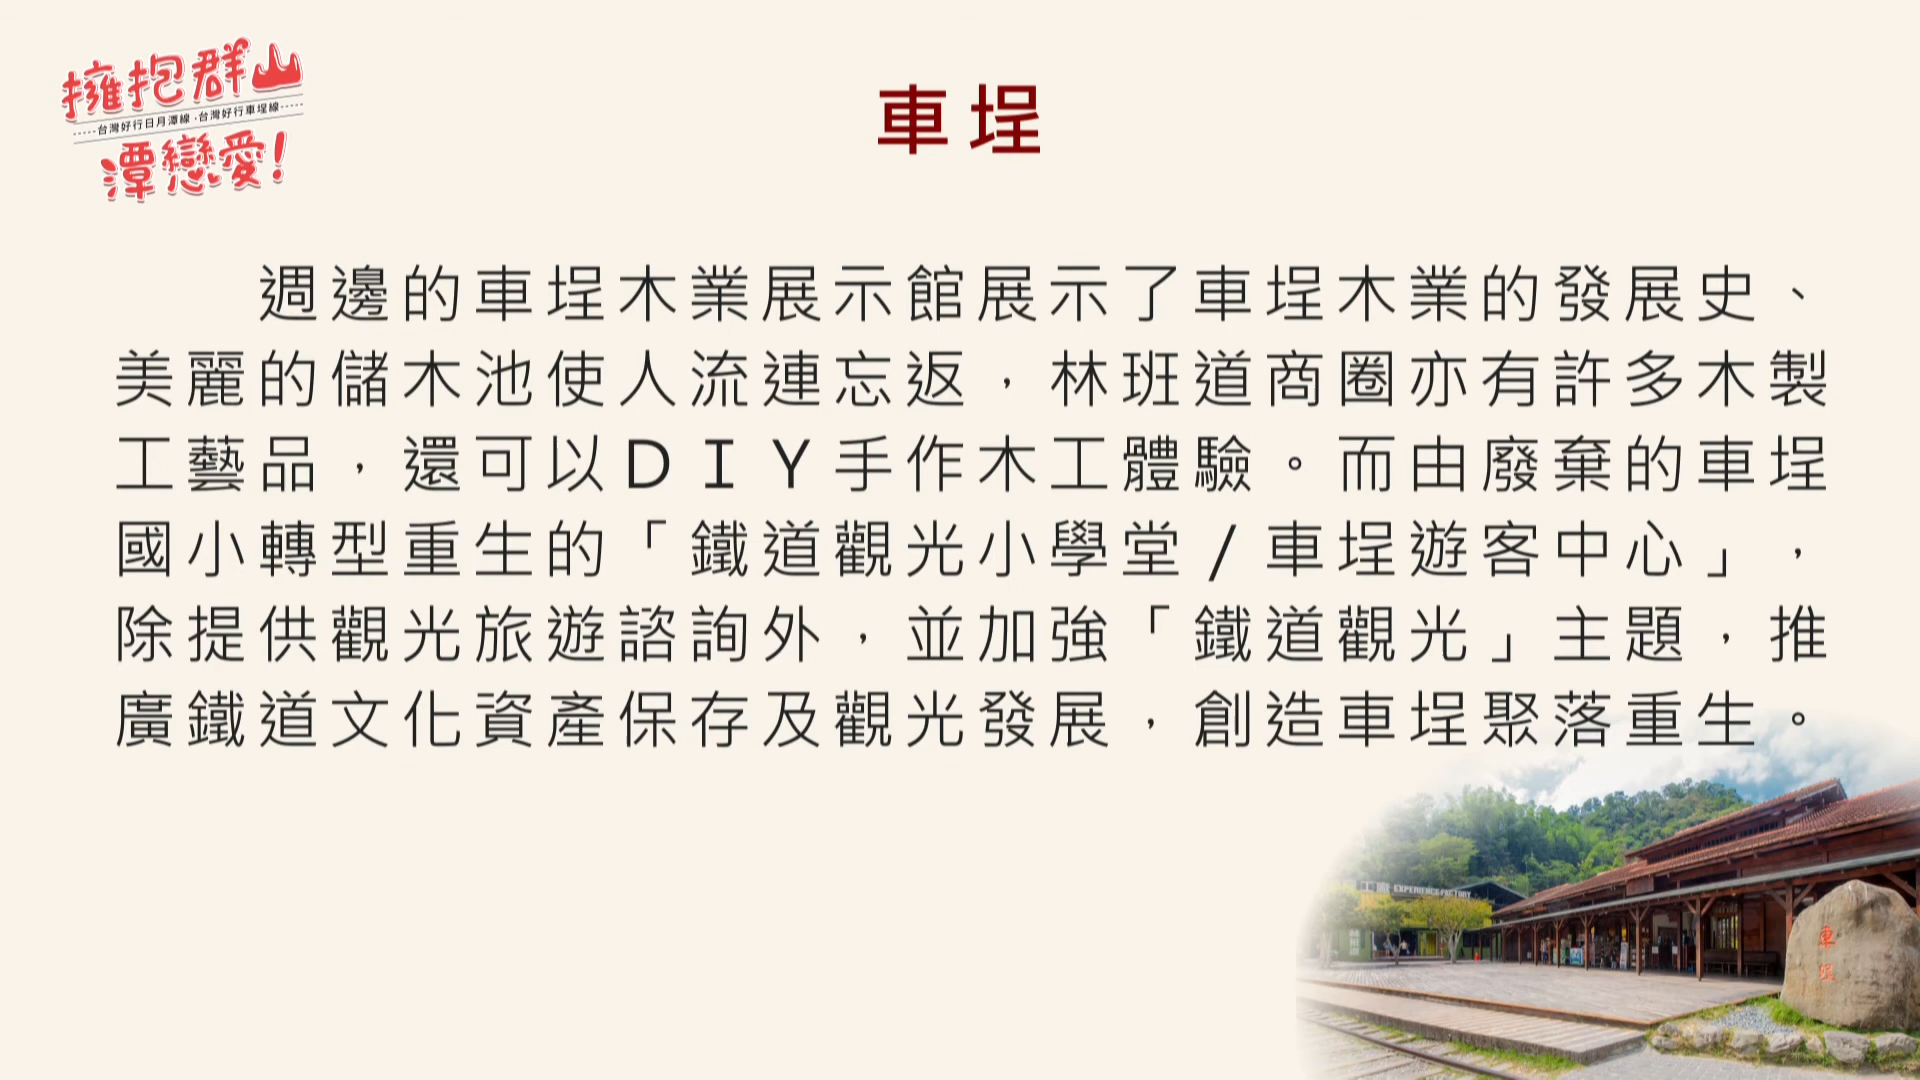 擁抱群山
台灣好行日月潭線．台灣好行車埕線
潭戀愛!
車埕
週邊的車埕木業展示館展示了車埕木業的發展史、
美麗的儲木池使人流連忘返，林班道商圈亦有許多木製
工藝品，還可以DIY手作木工體驗。而由廢棄的車埕
國小轉型重生的「鐵道觀光小學堂/車埕遊客中心」，
除提供觀光旅遊諮詢外，並加強「鐵道觀光」主題，推
廣鐵道文化資產保存及觀光發展，創造車埕聚落重生。
工廠 EXPERIENCE FACTORY
車埕